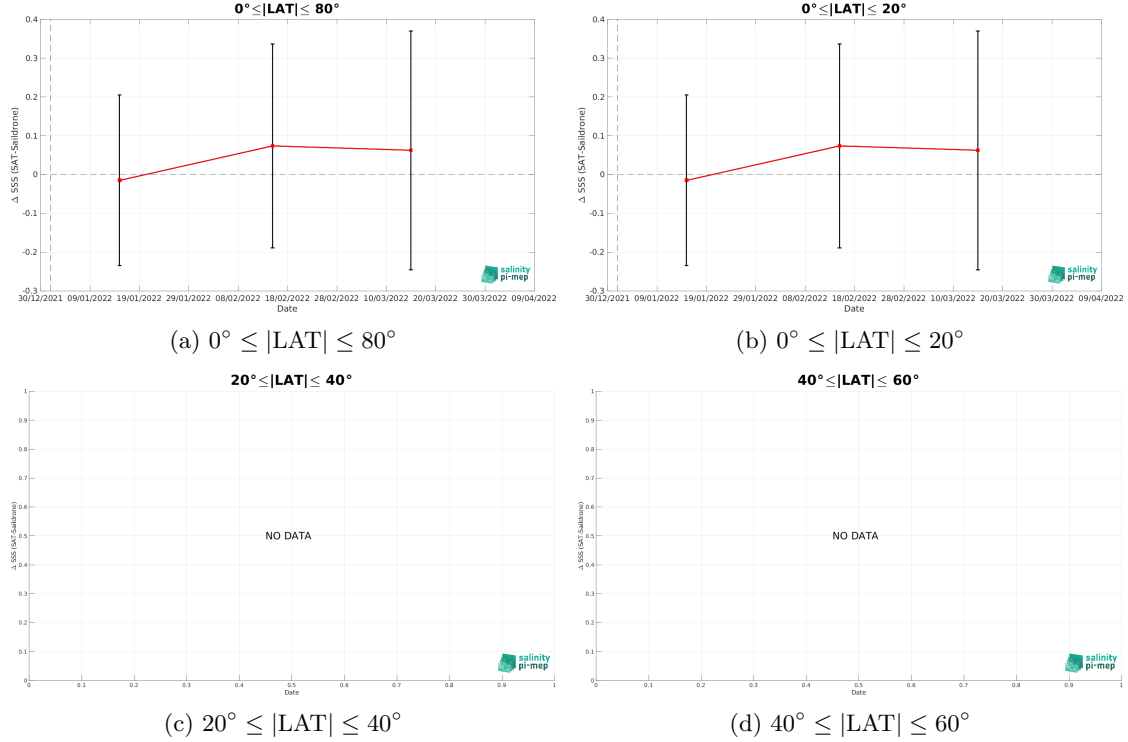 0°≤|LAT|≤ 80°
0.4
0.3
0.2
0.1
0
-0.1
-0.2
-0.3
Δ SSS (SAT-Saildrone)
30/12/2021 09/01/2022 19/01/2022 29/01/2022 08/02/2022 18/02/2022 28/02/2022 10/03/2022 20/03/2022 30/03/2022 09/04/2022
Date
salinity
pi-mep
(a) 0° ≤ |LAT| ≤ 80°
0°≤|LAT|≤ 20°
0.4
0.3
0.2
0.1
0
-0.1
-0.2
-0.3
Δ SSS (SAT-Saildrone)
30/12/2021 09/01/2022 19/01/2022 29/01/2022 08/02/2022 18/02/2022 28/02/2022 10/03/2022 20/03/2022 30/03/2022 09/04/2022
Date
salinity
pi-mep
(b) 0° ≤ |LAT| ≤ 20°
20°≤|LAT|≤ 40°
1
0.9
0.8
0.7
0.6
0.5
0.4
0.3
0.2
0.1
0
Δ SSS (SAT-Saildrone)
NO DATA
0 0.1 0.2 0.3 0.4 0.5 0.6 0.7 0.8 0.9 1
Date
salinity
pi-mep
(c) 20° ≤ |LAT| ≤ 40°
40°≤|LAT|≤ 60°
1
0.9
0.8
0.7
0.6
0.5
0.4
0.3
0.2
0.1
0
Δ SSS (SAT-Saildrone)
NO DATA
0 0.1 0.2 0.3 0.4 0.5 0.6 0.7 0.8 0.9 1
Date
salinity
pi-mep
(d) 40° ≤ |LAT| ≤ 60°